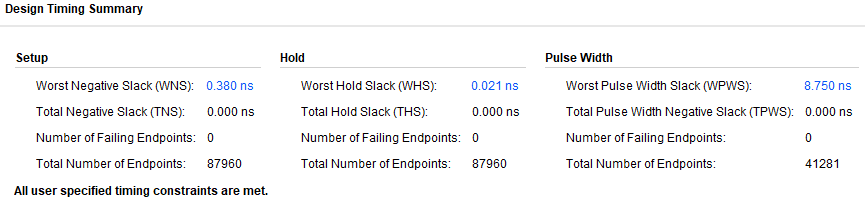 Design Timing Summary
Setup
Worst Negative Slack (WNS): 0.380 ns
Total Negative Slack (TNS): 0.000 ns
Number of Failing Endpoints: 0
Total Number of Endpoints: 87960
Hold
Worst Hold Slack (WHS): 0.021 ns
Total Hold Slack (THS): 0.000 ns
Number of Failing Endpoints: 0
Total Number of Endpoints: 87960
Pulse Width
Worst Pulse Width Slack (WPWS): 8.750 ns
Total Pulse Width Negative Slack (TPWS): 0.000 ns
Number of Failing Endpoints: 0
Total Number of Endpoints: 41281
All user specified timing constraints are met.